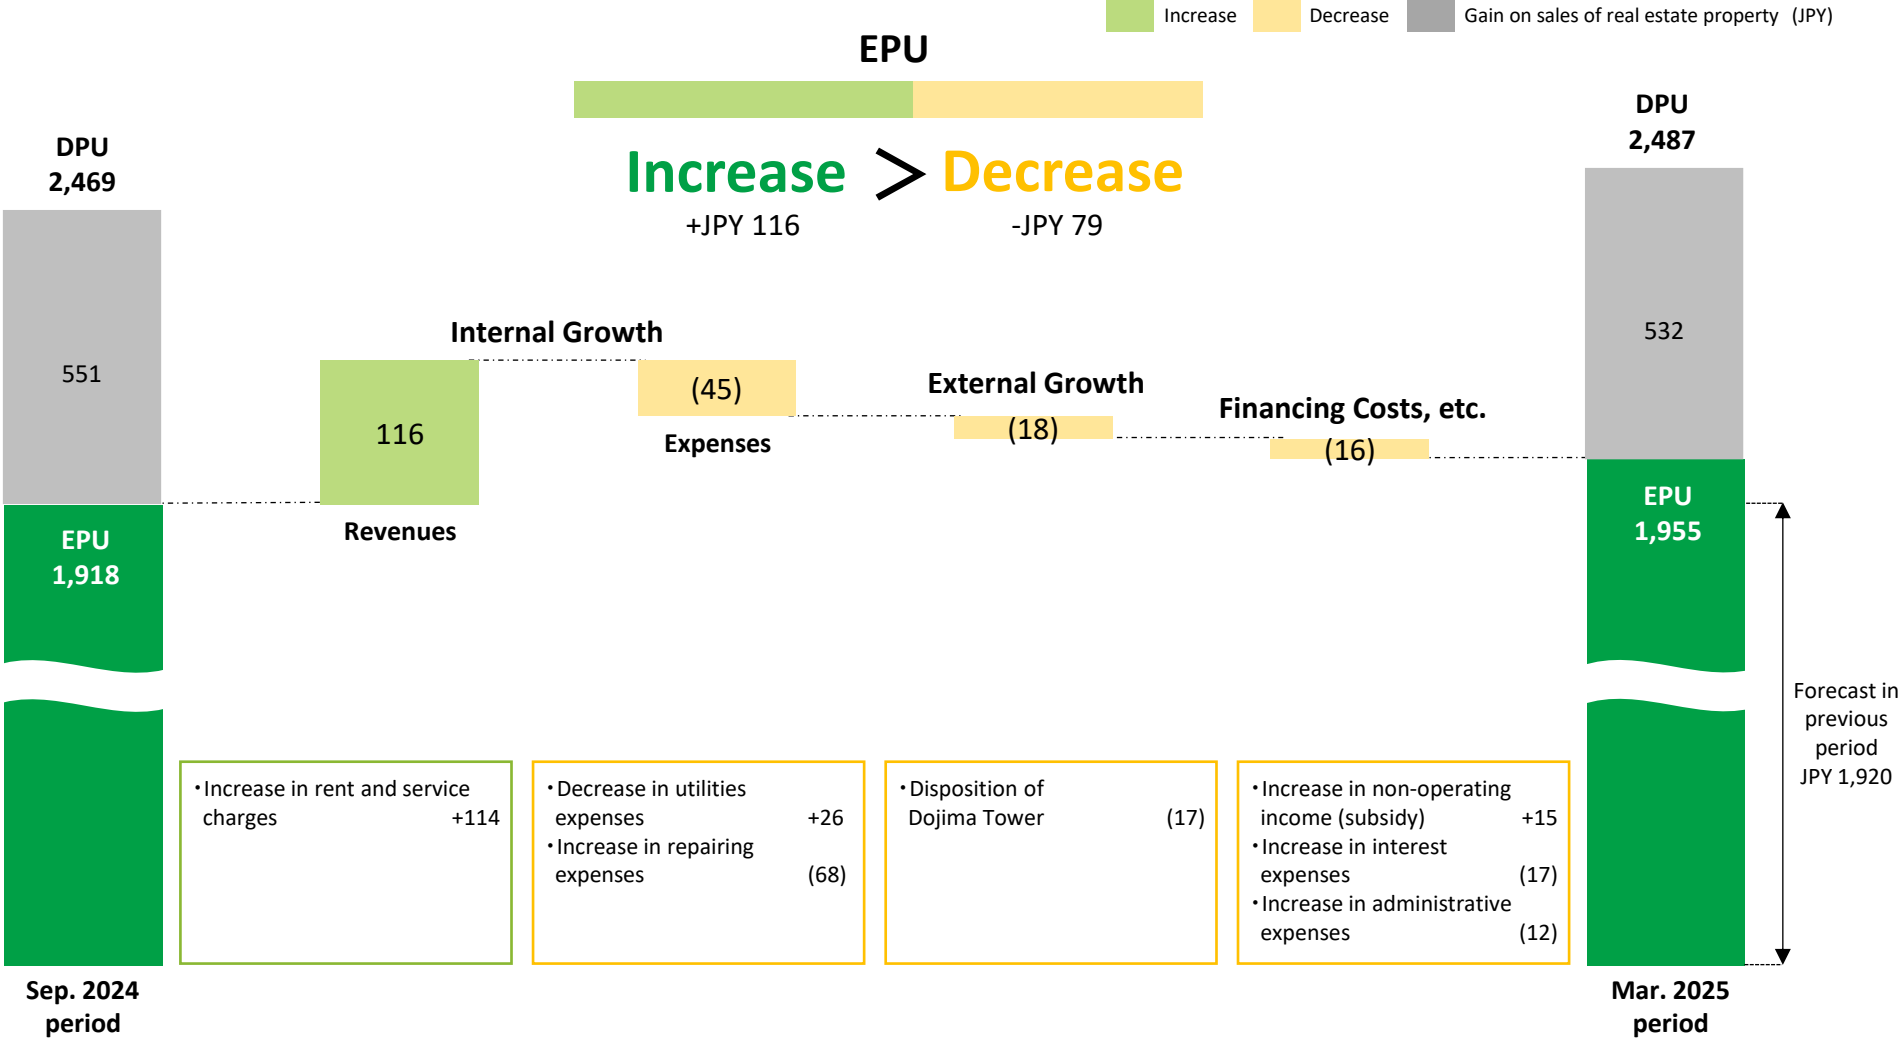 Increase
Decrease
Gain on sales of real estate property (JPY)
EPU
Increase > Decrease
+JPY 116
-JPY 79
DPU
2,469
551
EPU
1,918
Sep. 2024
period
Internal Growth
116
Revenues
(45)
Expenses
External Growth
(18)
Financing Costs, etc.
(16)
DPU
2,487
532
EPU
1,955
Mar. 2025
period
Forecast in
previous
period
JPY 1,920
・Increase in rent and service
charges +114
・Decrease in utilities
expenses +26
・Increase in repairing
expenses (68)
・Disposition of
Dojima Tower (17)
・Increase in non-operating
income (subsidy) +15
・Increase in interest
expenses (17)
・Increase in administrative
expenses (12)